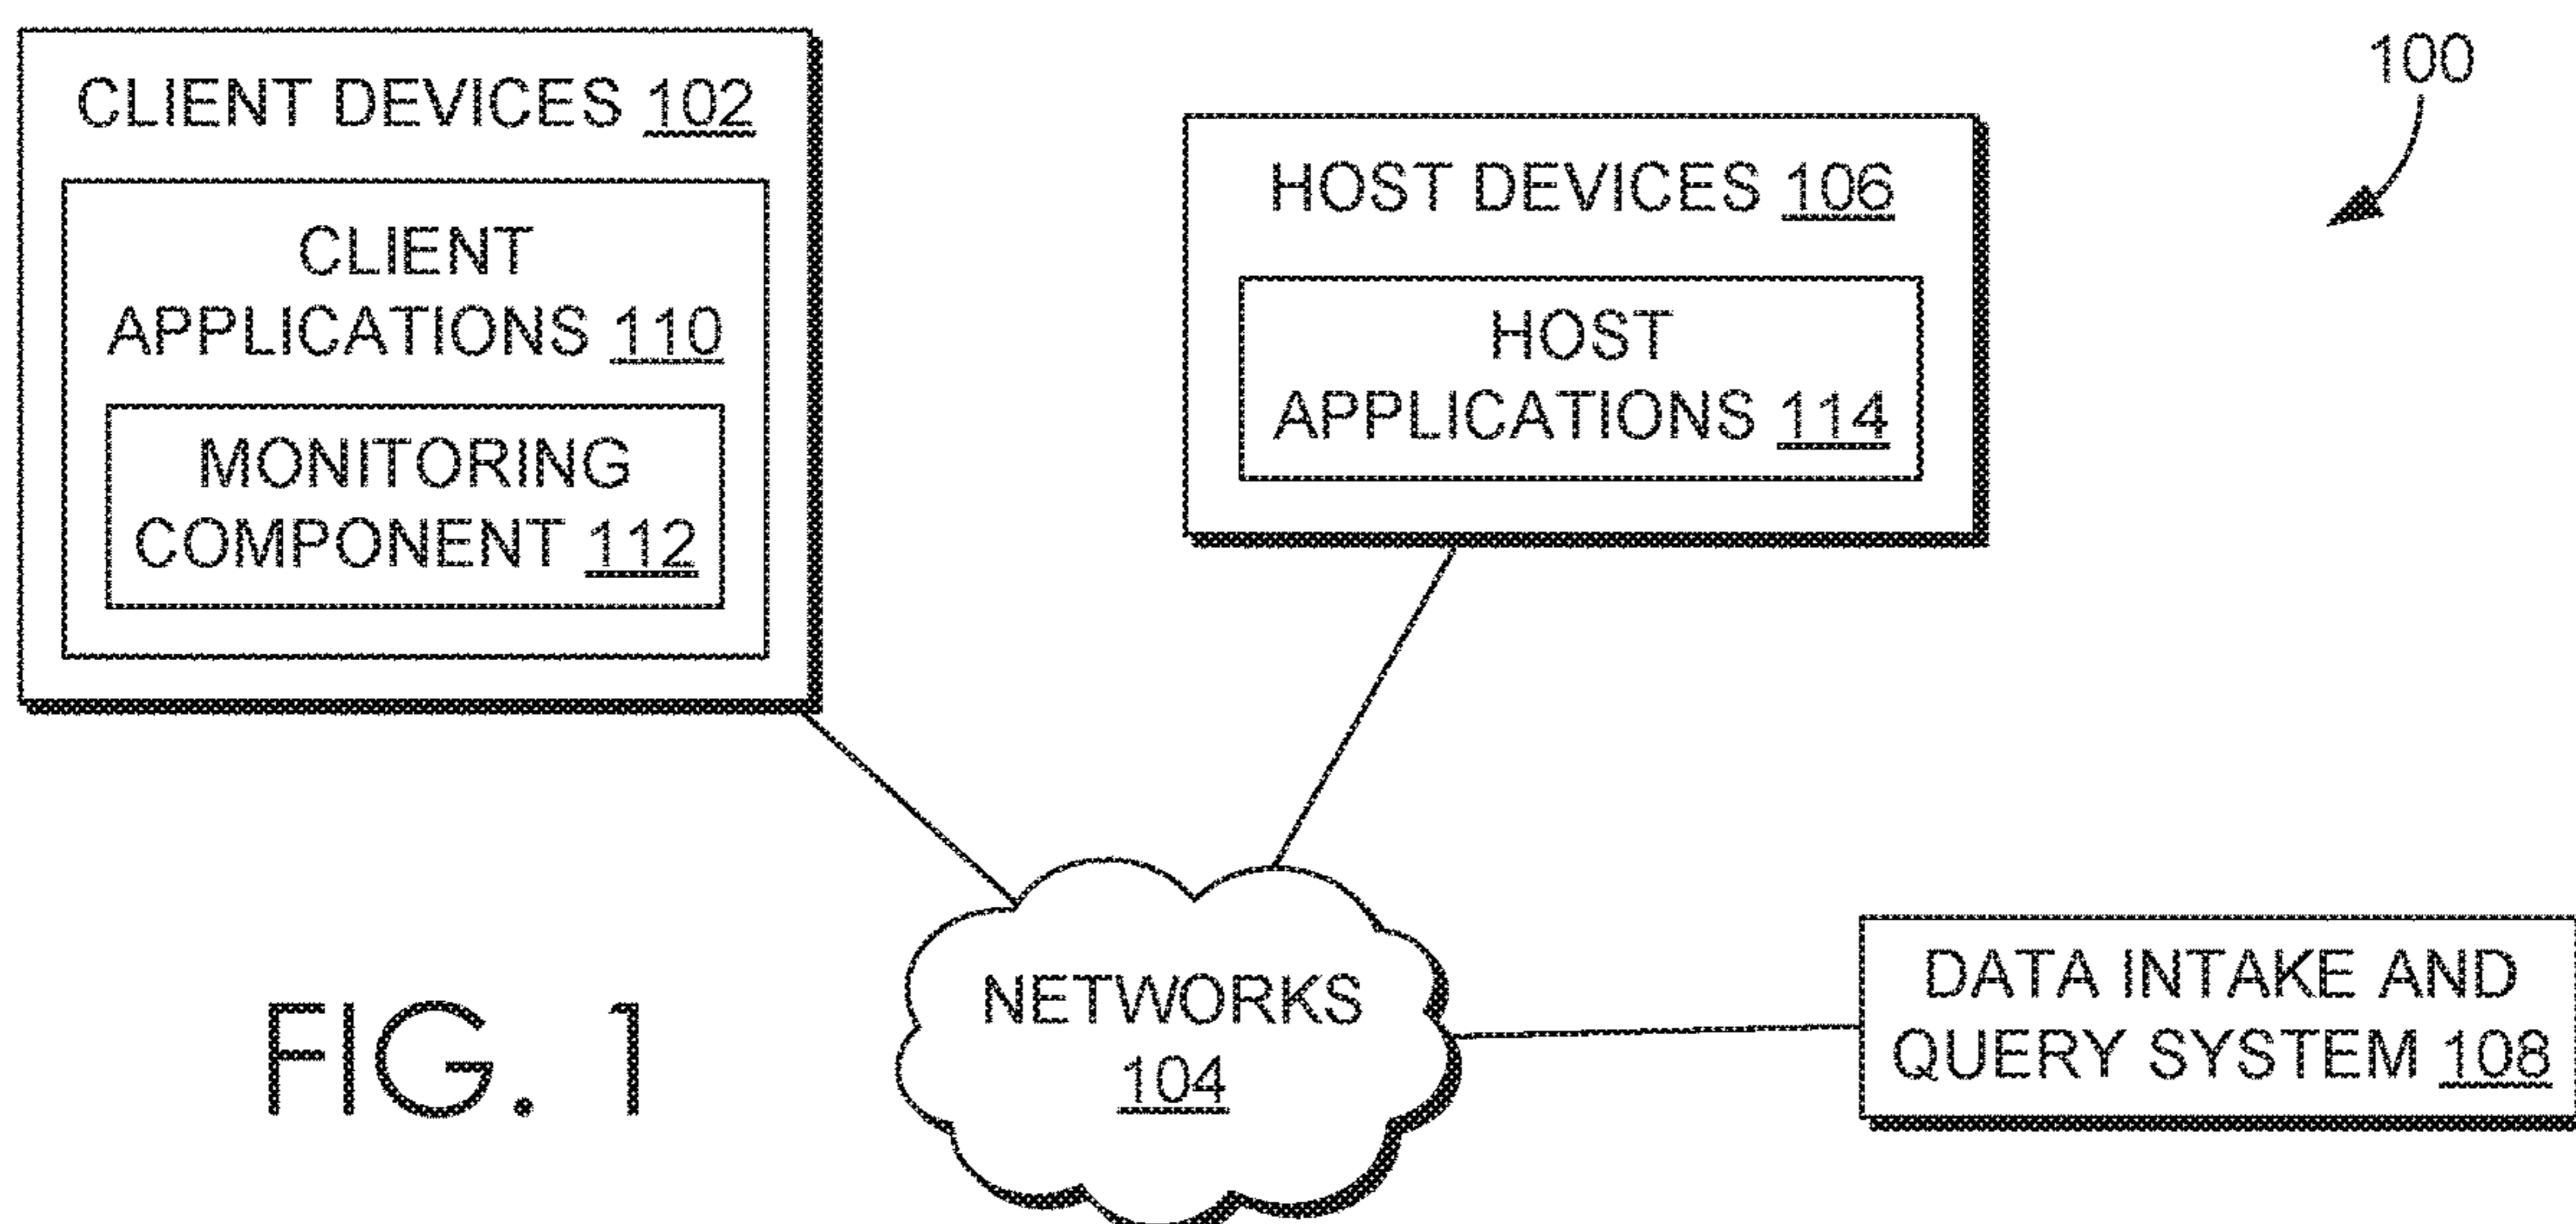 CLIENT DEVICES 102
CLIENT
APPLICATIONS 110
MONITORING
COMPONENT 112
HOST DEVICES 106
HOST
APPLICATIONS 114
100
NETWORKS
104
DATA INTAKE AND
QUERY SYSTEM 108
FIG. 1